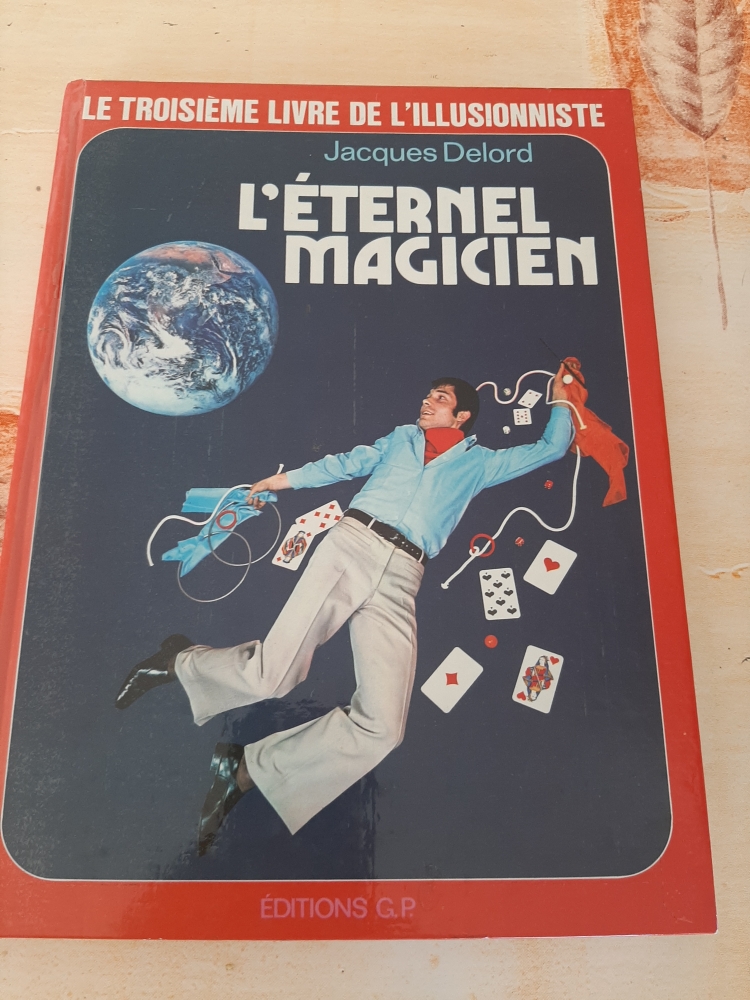 LE TROISIÈME LIVRE DE L'ILLUSIONNISTE
Jacques Delord
L'ÉTERNEL
MAGICIEN
ÉDITIONS G.P.